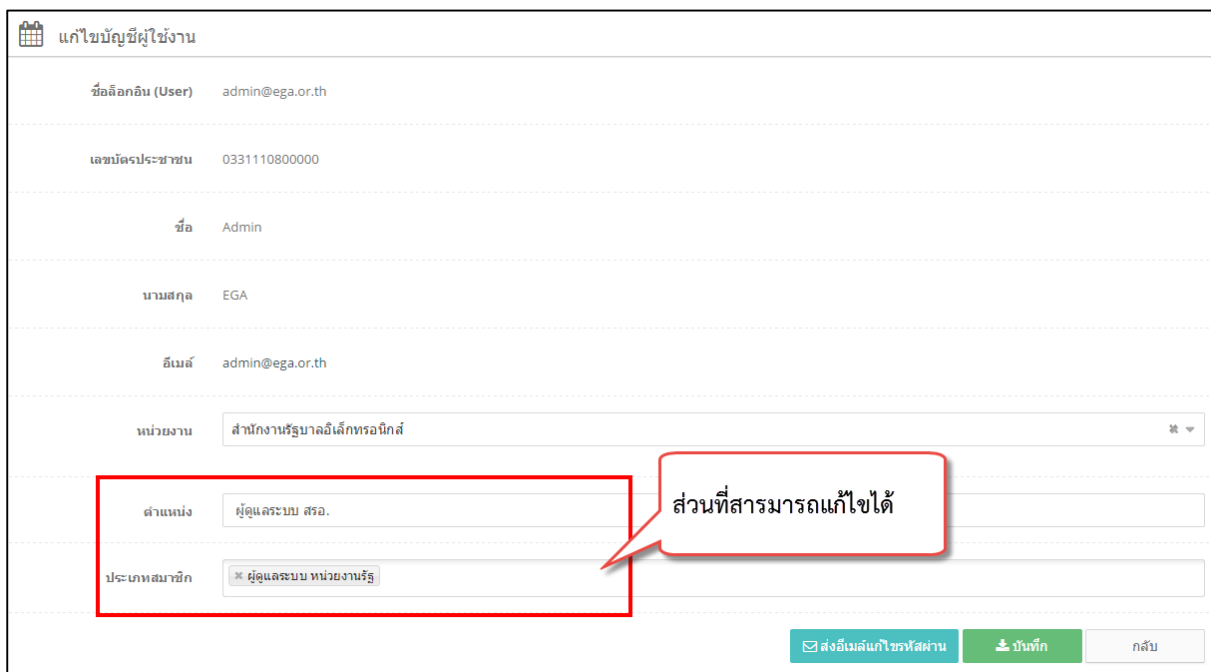 แก้ไขบัญชีผู้ใช้งาน
ชื่อล็อกอิน (User) admin@ega.or.th
เลขบัตรประชาชน 0331110800000
ชื่อ Admin
นามสกุล EGA
อีเมล์ admin@ega.or.th
หน่วยงาน สำนักงานรัฐบาลอิเล็กทรอนิกส์
ส่วนที่สารมารถแก้ไขได้
ตำแหน่ง ผู้ดูแลระบบ สรอ.
ประเภทสมาชิก ผู้ดูแลระบบ หน่วยงานรัฐ
ส่งอีเมล์แก้ไขรหัสผ่าน บันทึก กลับ